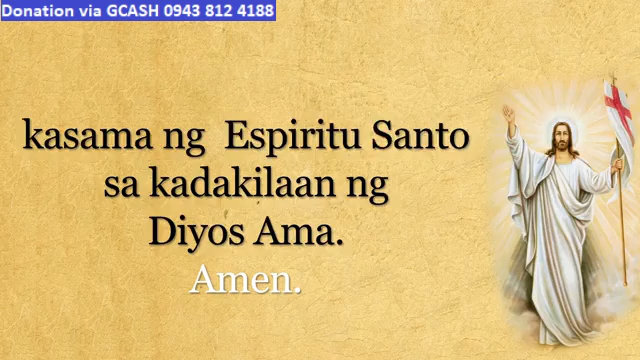 Donation via GCASH 0943 812 4188
kasama ng Espiritu Santo
sa kadakilaan ng
Diyos Ama.
Amen.